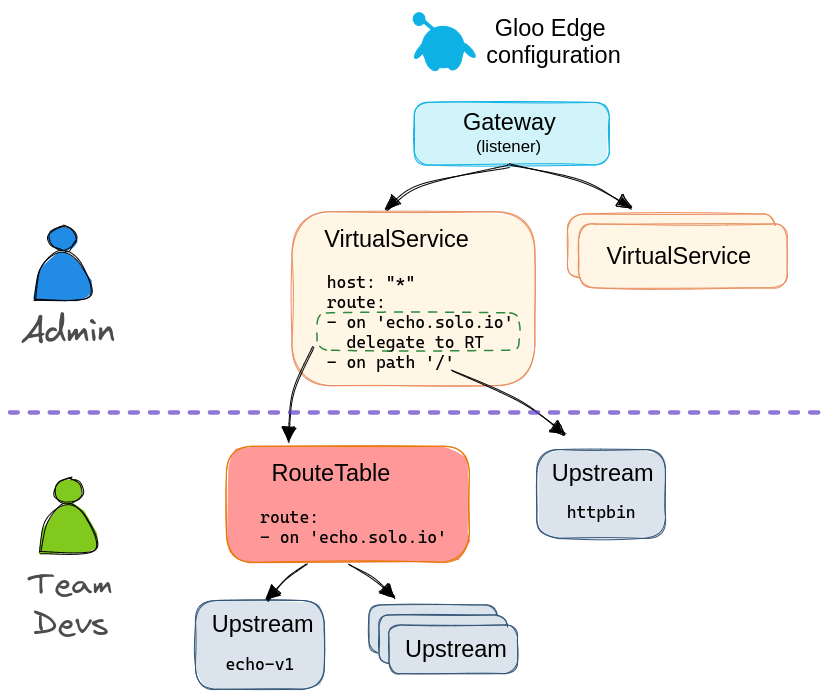 Gloo Edge
configuration
Gateway
(listener)
VirtualService
host: "*"
route:
- on 'echo.solo.io'
delegate to RT
- on path '/'
VirtualService
Admin
RouteTable
route:
- on 'echo.solo.io'
Upstream
httpbin
Team
Devs
Upstream
echo-v1
Upstream